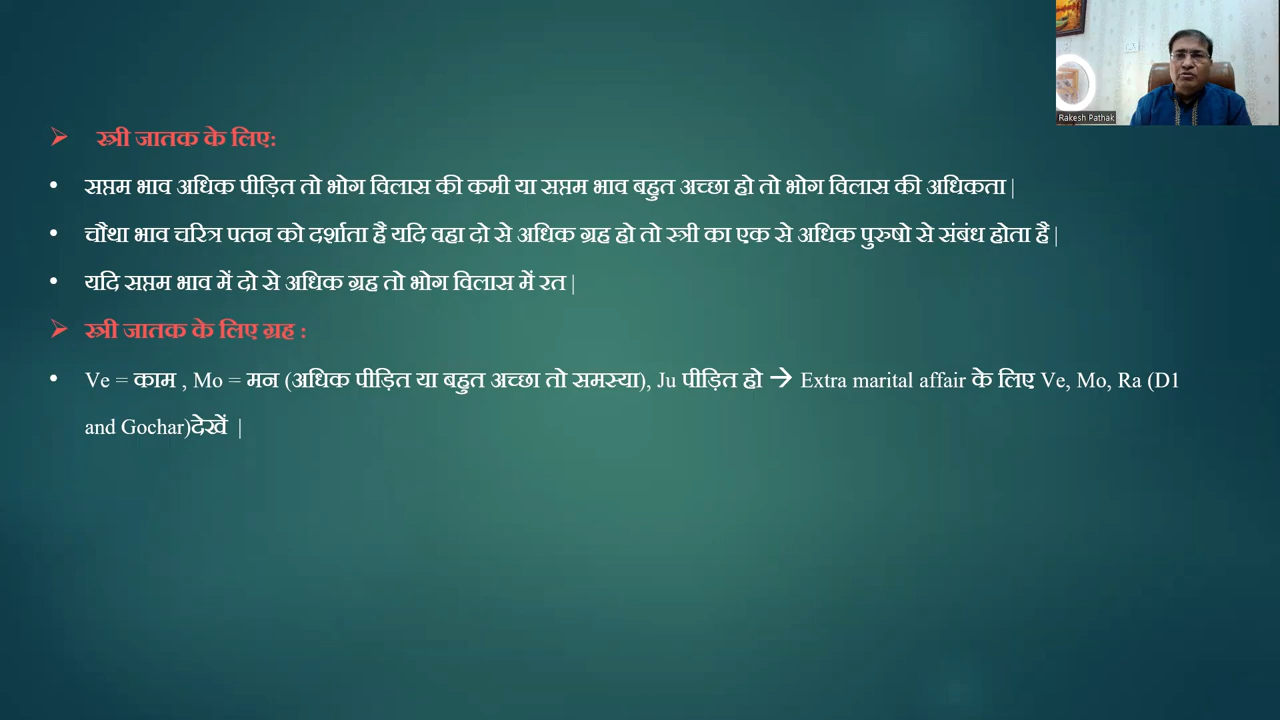 Rakesh Pathak
➢ स्त्री जातक के लिए:
• सप्तम भाव अधिक पीड़ित तो भोग विलास की कमी या सप्तम भाव बहुत अच्छा हो तो भोग विलास की अधिकता |
• चौथा भाव चरित्र पतन को दर्शाता है यदि वहा दो से अधिक ग्रह हो तो स्त्री का एक से अधिक पुरुषो से संबंध होता है |
• यदि सप्तम भाव में दो से अधिक ग्रह तो भोग विलास में रत |
➢ स्त्री जातक के लिए ग्रह :
• Ve = काम , Mo = मन (अधिक पीड़ित या बहुत अच्छा तो समस्या), Ju पीड़ित हो → Extra marital affair के लिए Ve, Mo, Ra (D1
and Gochar)देखें |